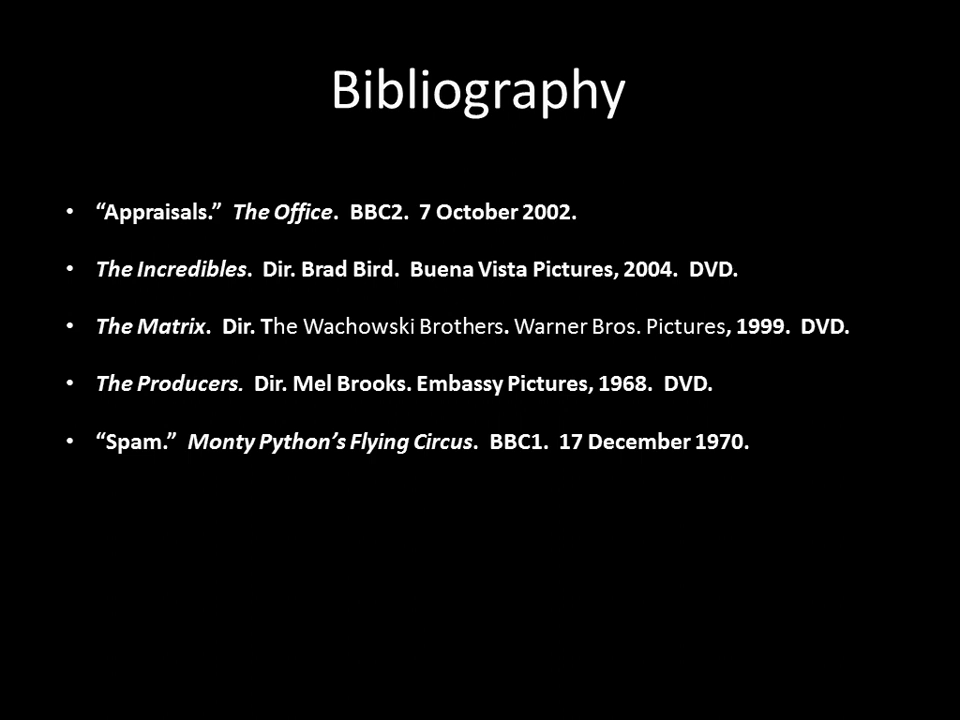 Bibliography
• “Appraisals.” The Office. BBC2. 7 October 2002.
• The Incredibles. Dir. Brad Bird. Buena Vista Pictures, 2004. DVD.
• The Matrix. Dir. The Wachowski Brothers. Warner Bros. Pictures, 1999. DVD.
• The Producers. Dir. Mel Brooks. Embassy Pictures, 1968. DVD.
• “Spam.” Monty Python’s Flying Circus. BBC1. 17 December 1970.